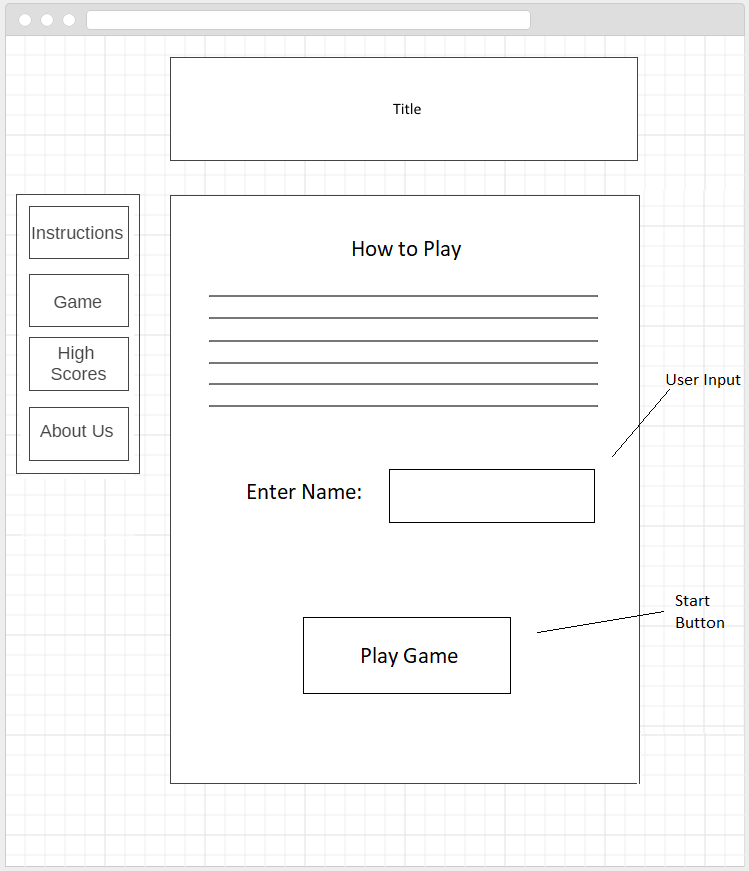 Title
Instructions
Game
High
Scores
About Us
How to Play
User Input
Enter Name:
Start
Button
Play Game